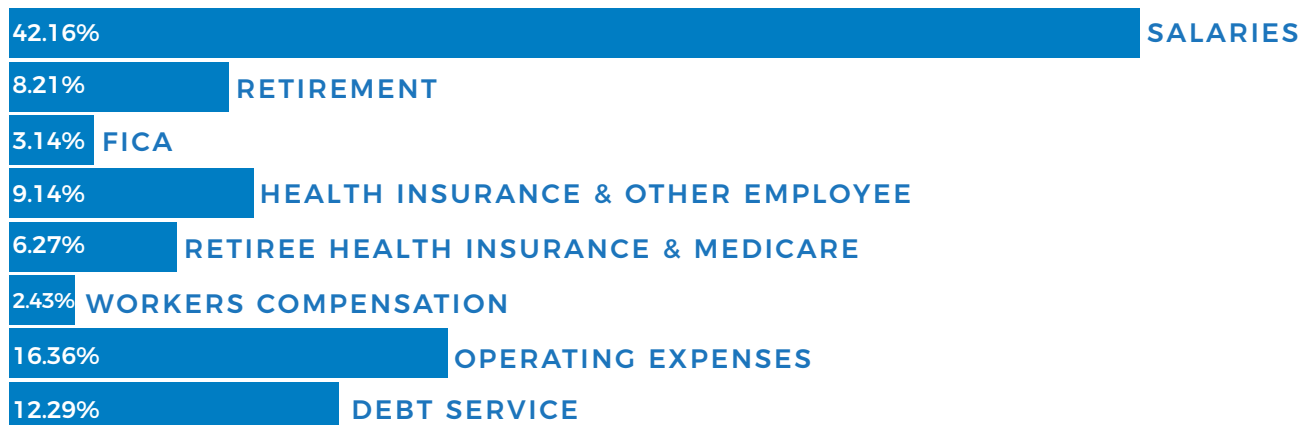 42.16% SALARIES
8.21% RETIREMENT
3.14% FICA
9.14% HEALTH INSURANCE & OTHER EMPLOYEE
6.27% RETIREE HEALTH INSURANCE & MEDICARE
2.43% WORKERS COMPENSATION
16.36% OPERATING EXPENSES
12.29% DEBT SERVICE